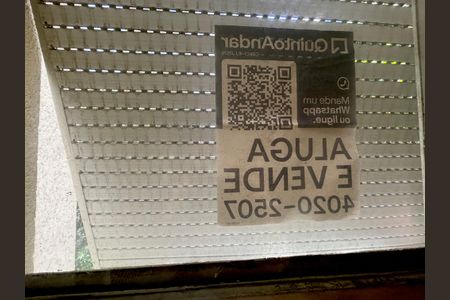 QuintoAndar
Mande um
Whatsapp
ou ligue.
ALUGA
E VENDE
4020-2507